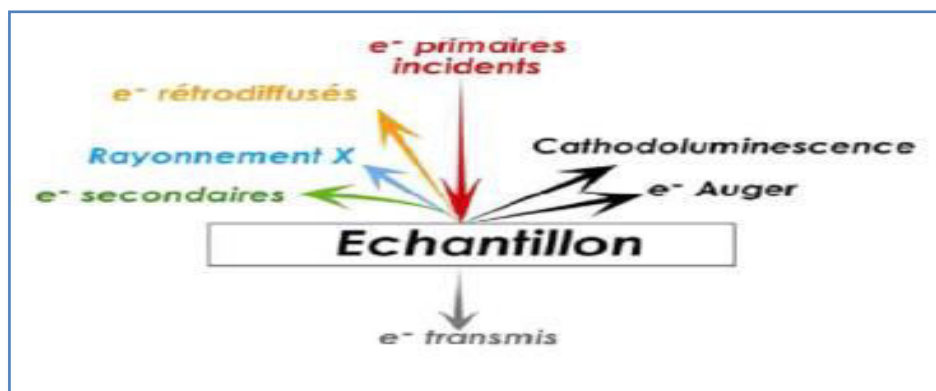 e⁻ primaires
incidents
e⁻ rétrodiffusés
Cathodoluminescence
Rayonnement X
e⁻ Auger
e⁻ secondaires
Echantillon
e⁻ transmis